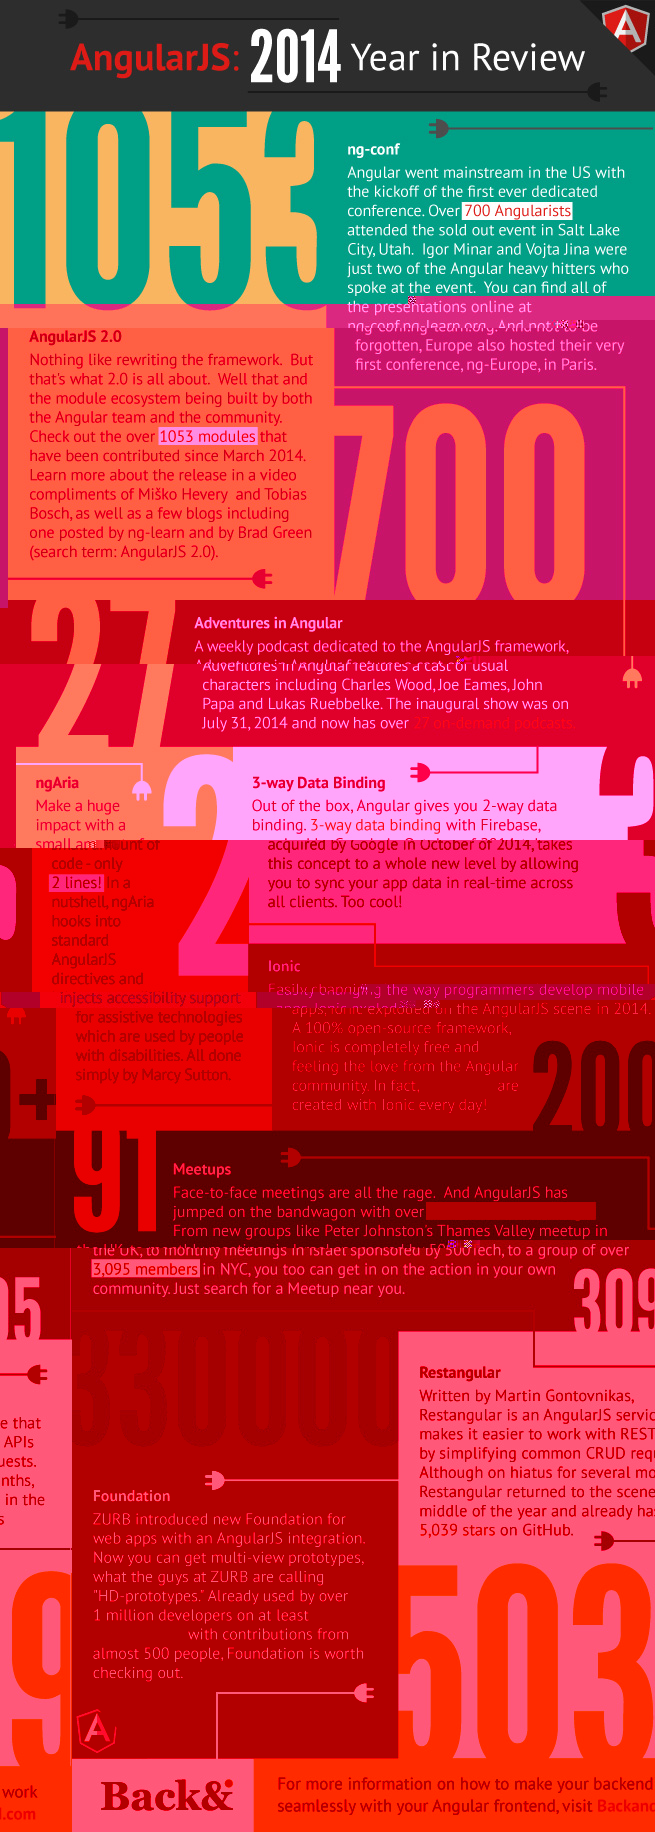 AngularJS: 2014 Year in Review
1053
ng-conf
Angular went mainstream in the US with
the kickoff of the first ever dedicated
conference. Over 700 Angularists
attended the sold out event in Salt Lake
City, Utah. Igor Minar and Vojta Jina were
just two of the Angular heavy hitters who
spoke at the event. You can find all of
the presentations online at
ng-conf.ng-learn.org. And not to be
forgotten, Europe also hosted their very
first conference, ng-Europe, in Paris.
AngularJS 2.0
Nothing like rewriting the framework. But
that's what 2.0 is all about. Well that and
the module ecosystem being built by both
the Angular team and the community.
Check out the over 1053 modules that
have been contributed since March 2014.
Learn more about the release in a video
compliments of Miško Hevery and Tobias
Bosch, as well as a few blogs including
one posted by ng-learn and by Brad Green
(search term: AngularJS 2.0).
700
27
Adventures in Angular
A weekly podcast dedicated to the AngularJS framework,
Adventures in Angular features a cast of usual
characters including Charles Wood, Joe Eames, John
Papa and Lukas Ruebbelke. The inaugural show was on
July 31, 2014 and now has over 27 on-demand podcasts.
ngAria
Make a huge
impact with a
small amount of
code - only
2 lines! In a
nutshell, ngAria
hooks into
standard
AngularJS
directives and
injects accessibility support
for assistive technologies
which are used by people
with disabilities. All done
simply by Marcy Sutton.
2
3-way Data Binding
Out of the box, Angular gives you 2-way data
binding. 3-way data binding with Firebase,
acquired by Google in October of 2014, takes
this concept to a whole new level by allowing
you to sync your app data in real-time across
all clients. Too cool!
3
Ionic
Easily changing the way programmers develop mobile
apps, Ionic exploded on the AngularJS scene in 2014.
A 100% open-source framework,
Ionic is completely free and
feeling the love from the Angular
community. In fact, are
created with Ionic every day!
200
+
91
Meetups
Face-to-face meetings are all the rage. And AngularJS has
jumped on the bandwagon with over
From new groups like Peter Johnston's Thames Valley meetup in
the UK, to monthly meetings in sponsored by to a group of over
3,095 members in NYC, you too can get in on the action in your own
community. Just search for a Meetup near you.
95
309
330000
Restangular
Written by Martin Gontovnikas,
Restangular is an AngularJS servic
makes it easier to work with REST
by simplifying common CRUD req
Although on hiatus for several mo
Restangular returned to the scene
middle of the year and already ha
5,039 stars on GitHub.
e that
APIs
uests.
nths,
in the
s
Foundation
ZURB introduced new Foundation for
web apps with an AngularJS integration.
Now you can get multi-view prototypes,
what the guys at ZURB are calling
"HD-prototypes." Already used by over
1 million developers on at least
with contributions from
almost 500 people, Foundation is worth
checking out.
9
503
work
d.com
Back&
For more information on how to make your backend
seamlessly with your Angular frontend, visit Backand